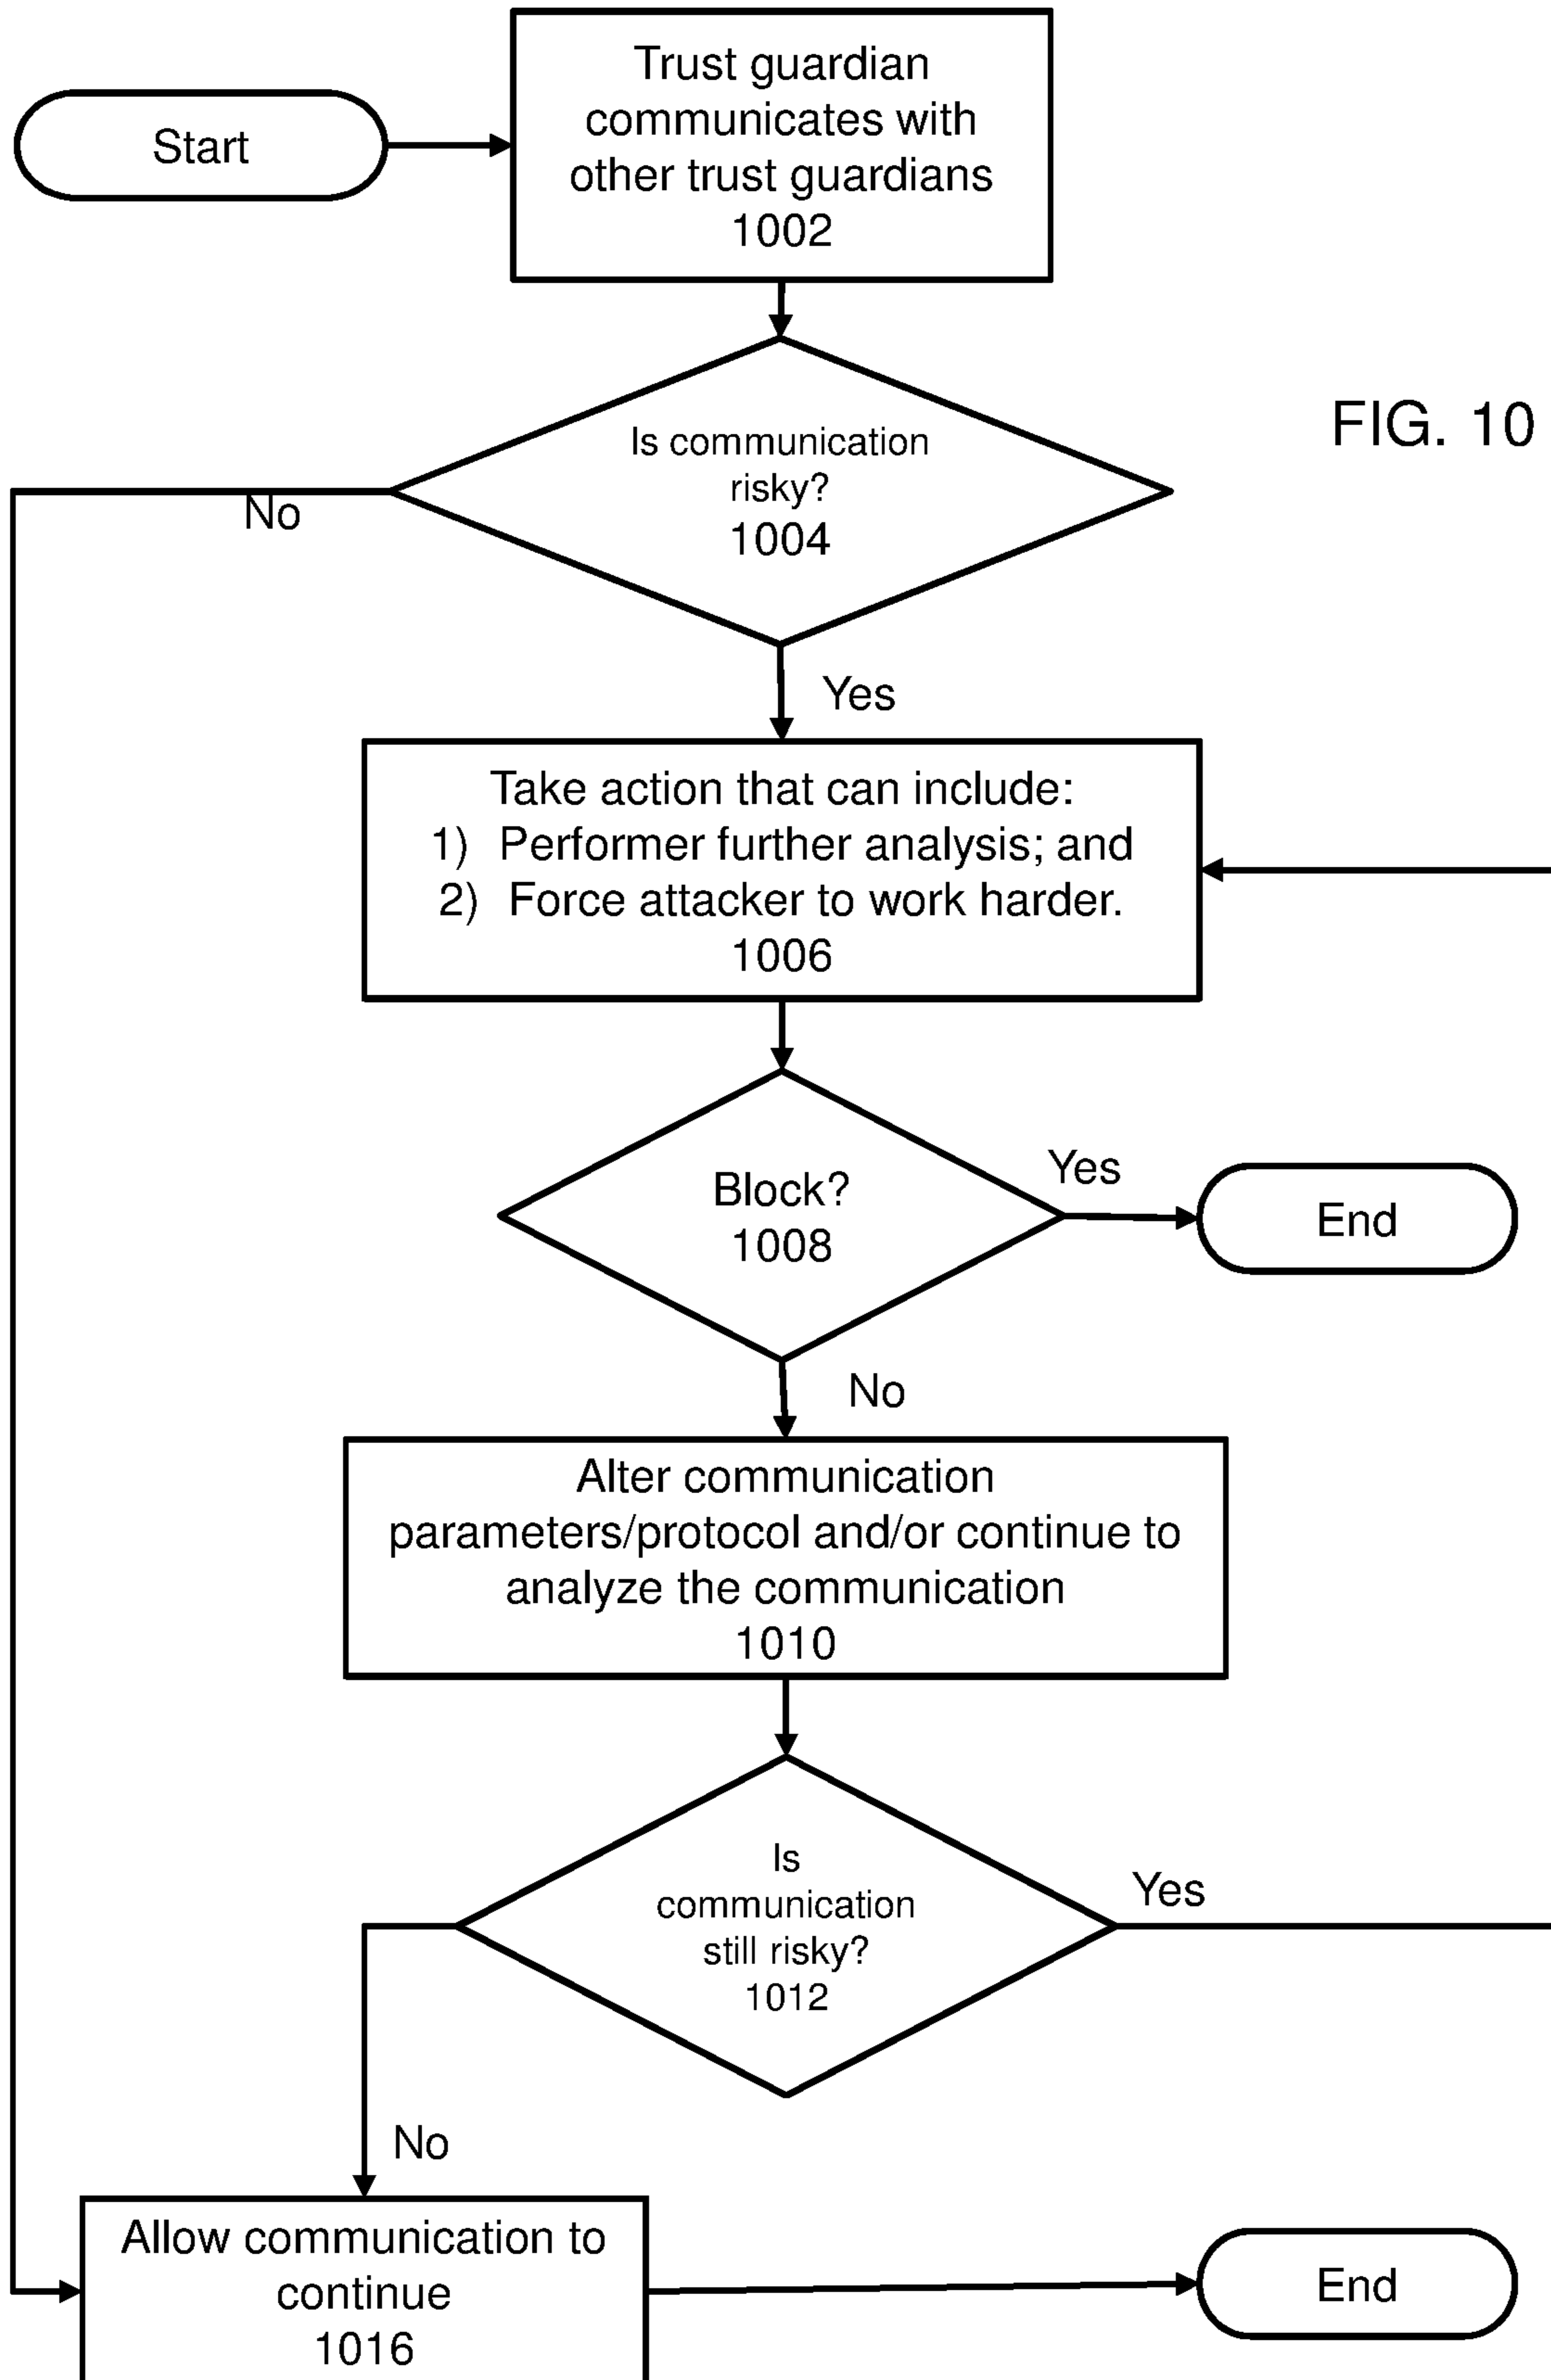 Start
Trust guardian
communicates with
other trust guardians
1002
FIG. 10
Is communication
risky?
1004
No
Yes
Take action that can include:
1) Performer further analysis; and
2) Force attacker to work harder.
1006
Block?
1008
Yes
End
No
Alter communication
parameters/protocol and/or continue to
analyze the communication
1010
Is
communication
still risky?
1012
Yes
No
Allow communication to
continue
1016
End